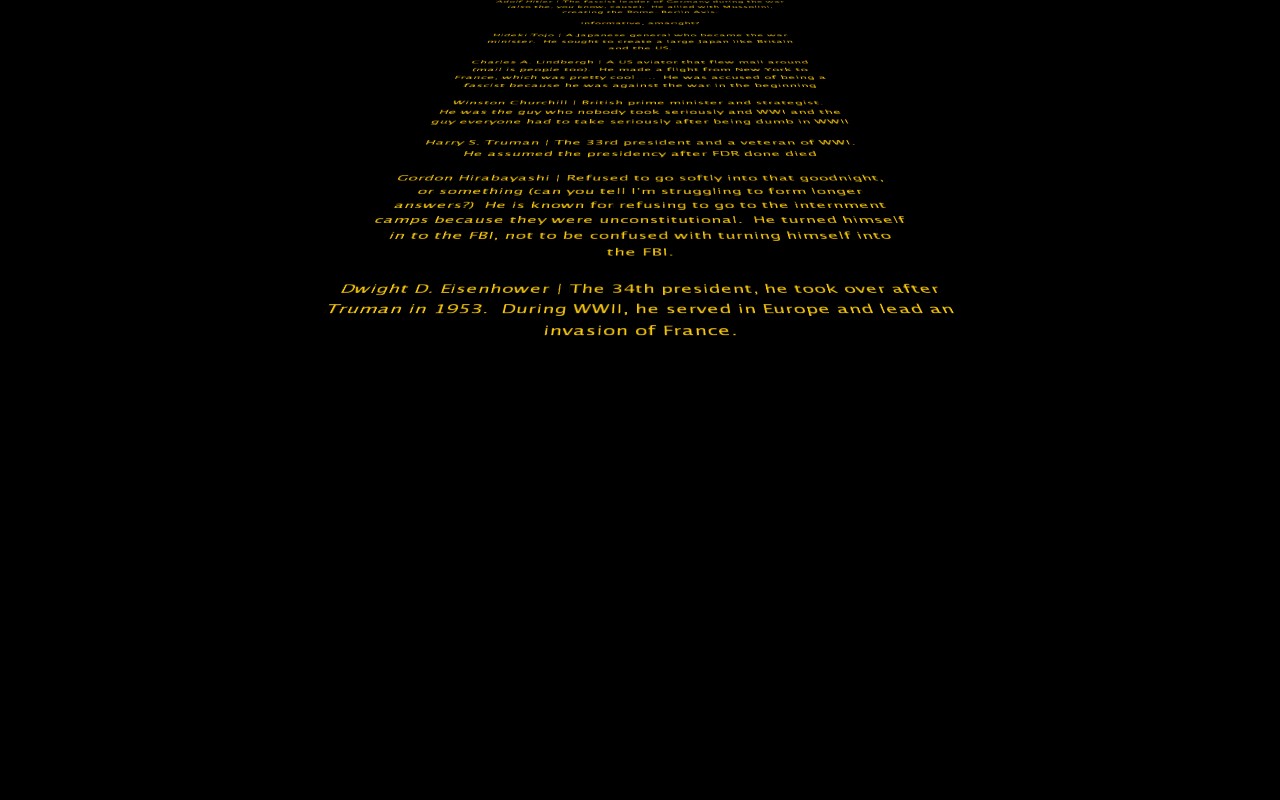 Adolf Hitler | The fascist leader of Germany during the war
(also the, you know, cause). He allied with Mussolini,
creating the Rome-Berlin Axis.
informative, amaright?
Hideki Tojo | A Japanese general who became the war
minister. He sought to create a large Japan like Britain
and the US.
Charles A. Lindbergh | A US aviator that flew mail around
(mail is people too). He made a flight from New York to
France, which was pretty cool ... He was accused of being a
fascist because he was against the war in the beginning
Winston Churchill | British prime minister and strategist.
He was the guy who nobody took seriously and WWI and the
guy everyone had to take seriously after being dumb in WWII
Harry S. Truman | The 33rd president and a veteran of WWI.
He assumed the presidency after FDR done died
Gordon Hirabayashi | Refused to go softly into that goodnight,
or something (can you tell I'm struggling to form longer
answers?) He is known for refusing to go to the internment
camps because they were unconstitutional. He turned himself
in to the FBI, not to be confused with turning himself into
the FBI.
Dwight D. Eisenhower | The 34th president, he took over after
Truman in 1953. During WWII, he served in Europe and lead an
invasion of France.